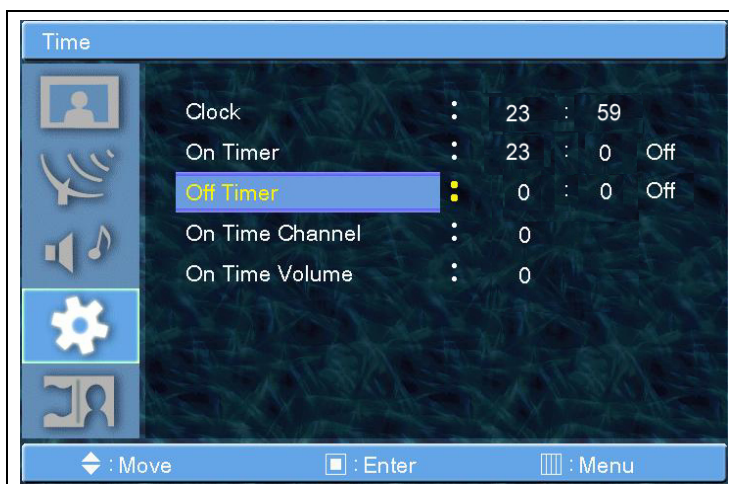 Time
Clock : 23 : 59
On Timer : 23 : 0 Off
Off Timer : 0 : 0 Off
On Time Channel : 0
On Time Volume : 0
: Move : Enter : Menu